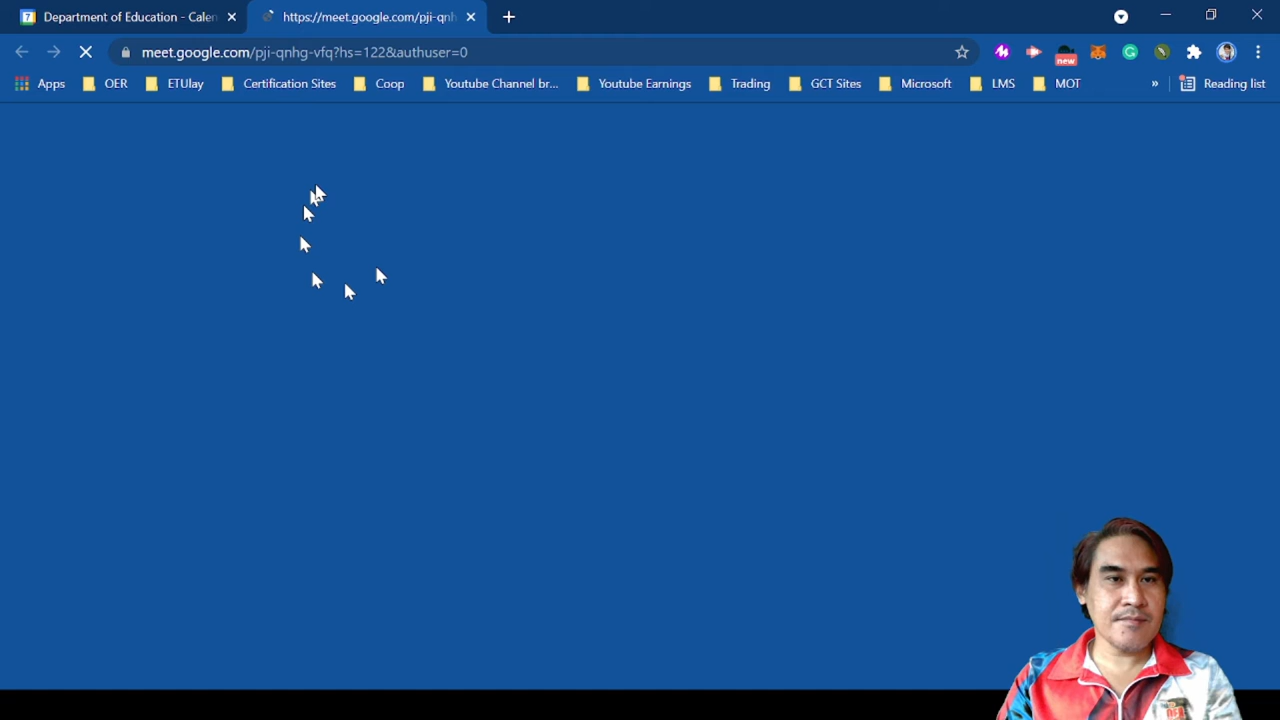 Department of Education - Calen
https://meet.google.com/pji-qnh
meet.google.com/pji-qnhg-vfq?hs=122&authuser=0
new
Apps OER ETUlay Certification Sites Coop Youtube Channel br... Youtube Earnings Trading GCT Sites Microsoft LMS MOT » Reading list